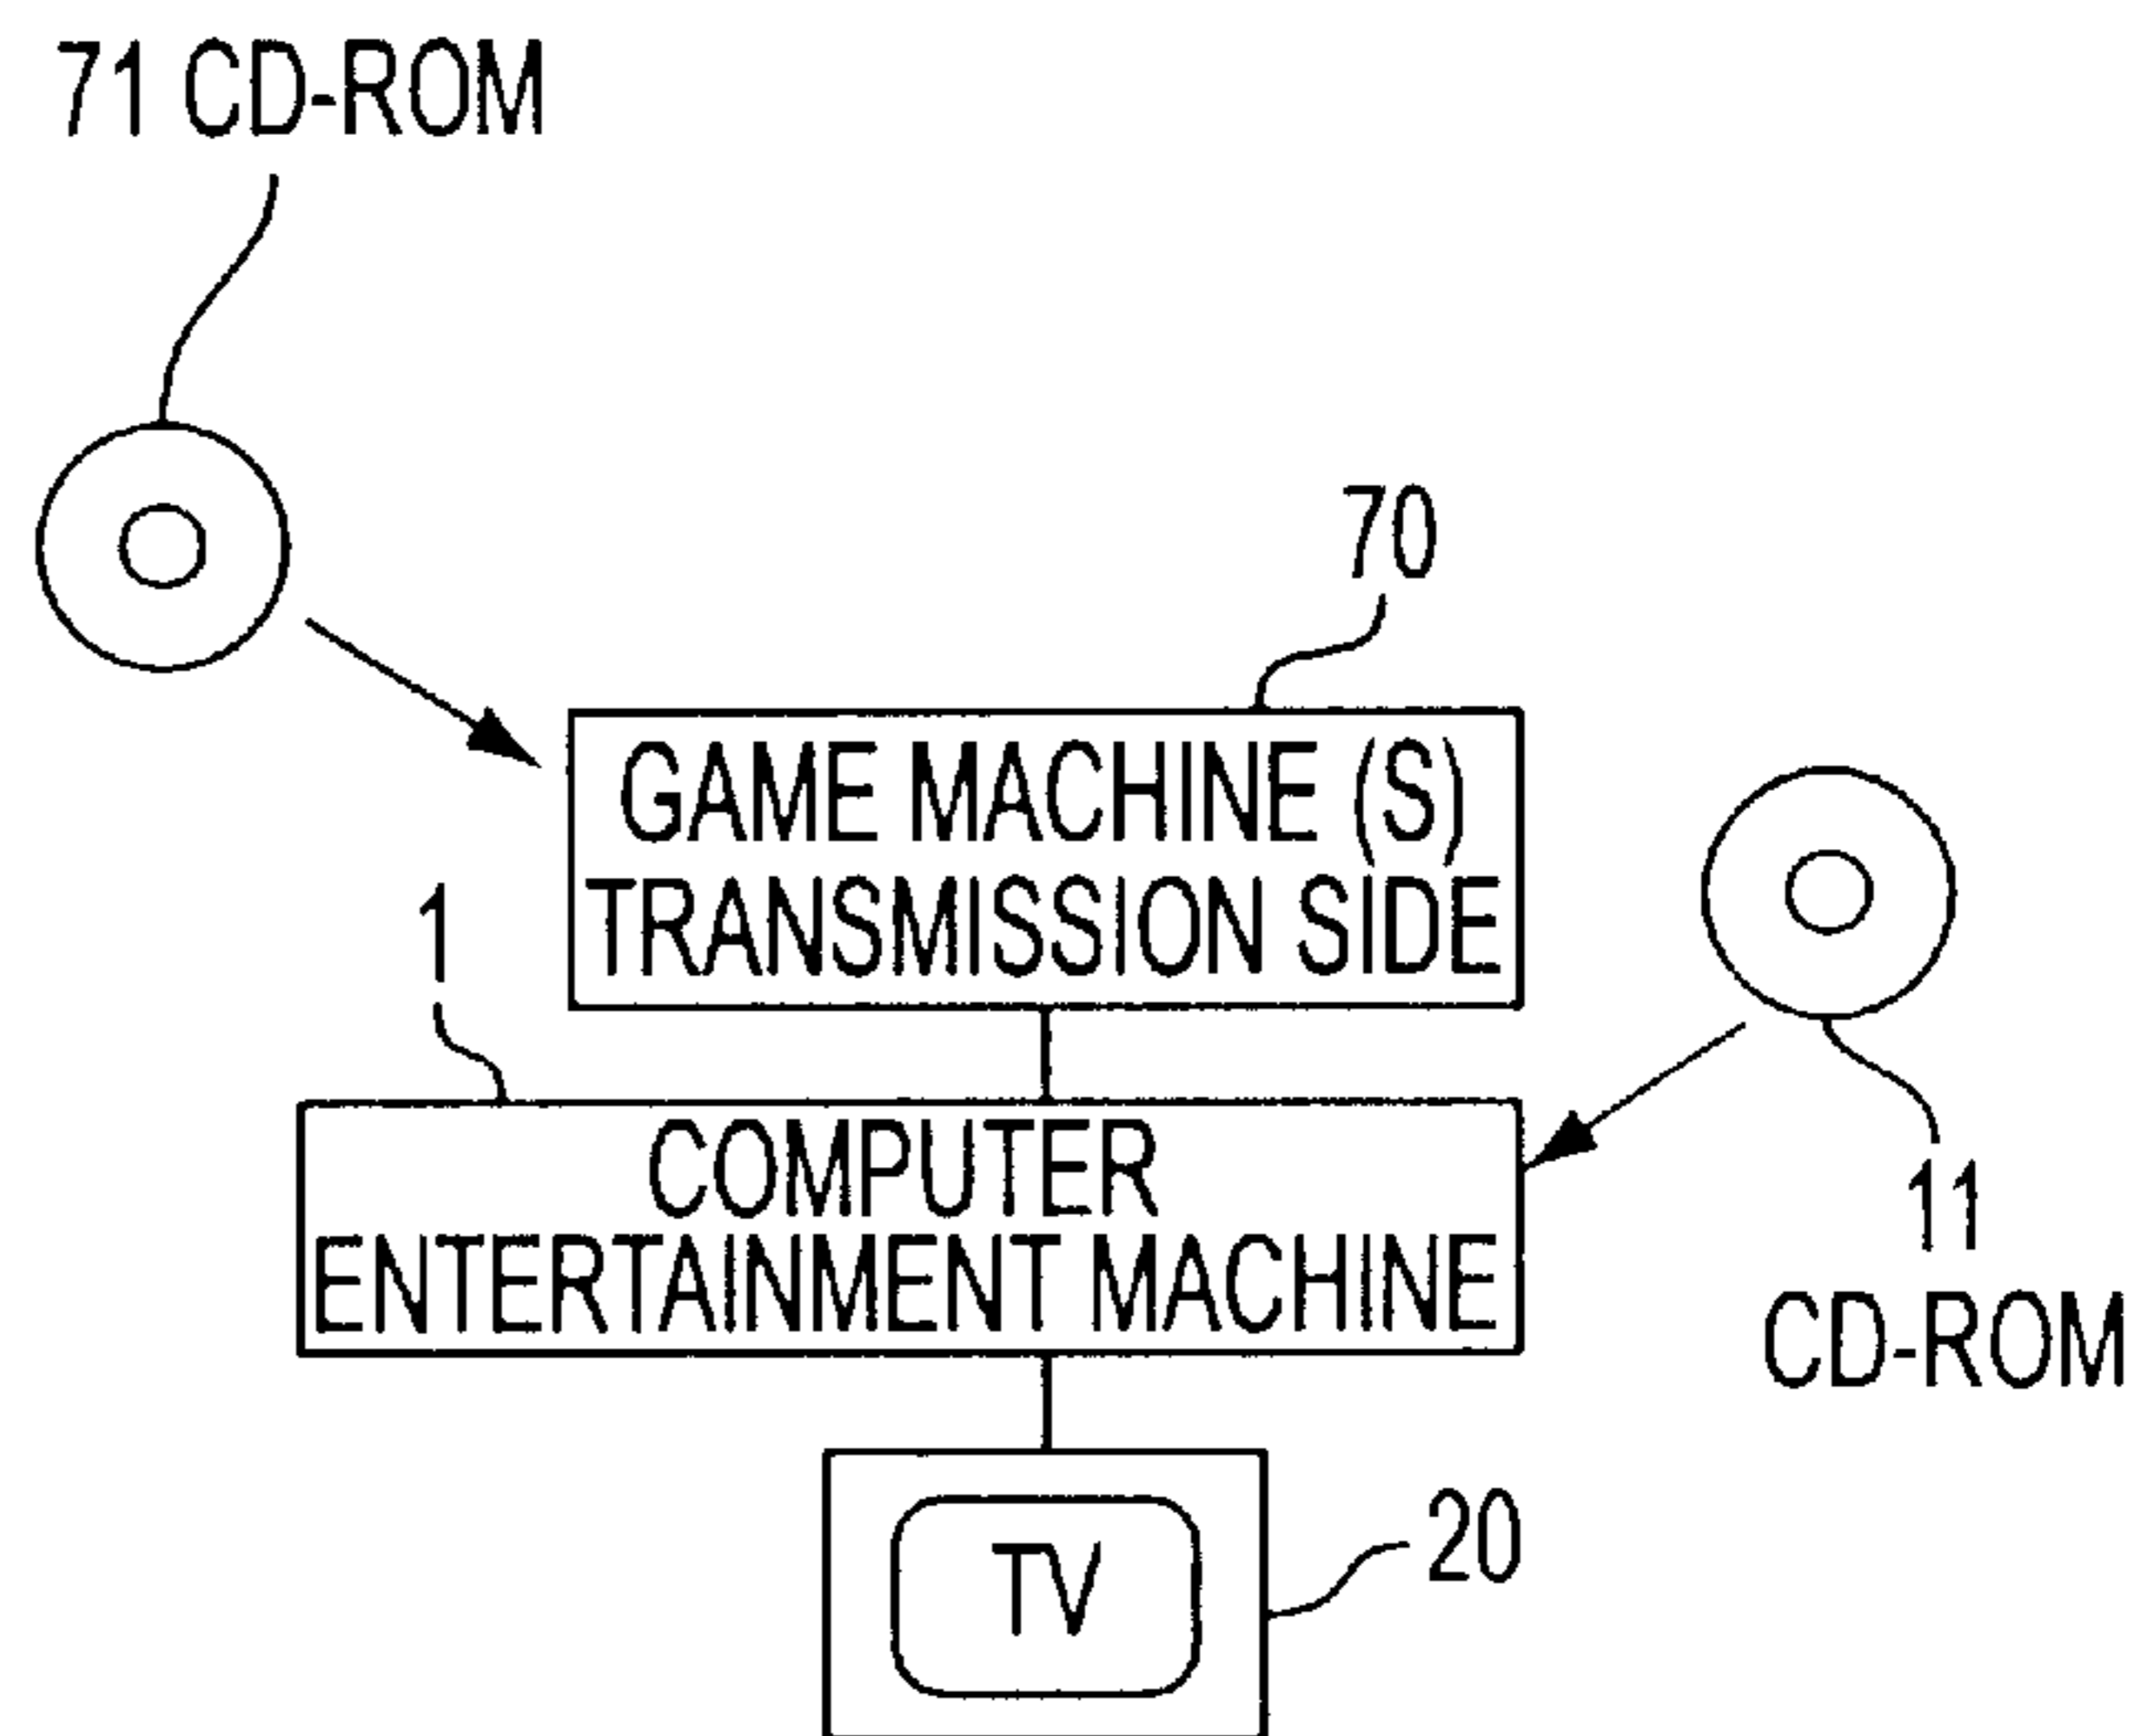 71 CD-ROM
70
GAME MACHINE (S)
TRANSMISSION SIDE
1
COMPUTER
ENTERTAINMENT MACHINE
11
CD-ROM
TV
20